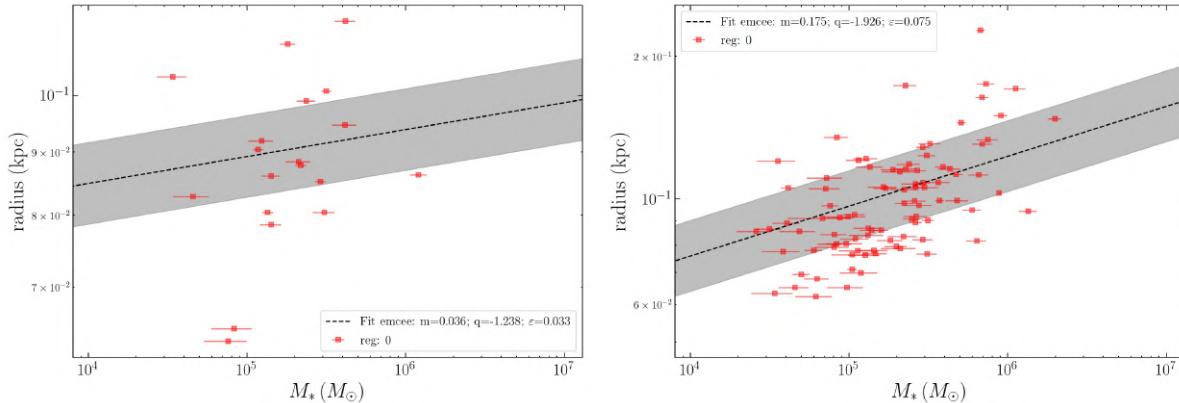 radius (kpc)
10⁻¹
9 × 10⁻²
8 × 10⁻²
7 × 10⁻²
Fit emcee: m=0.036; q=-1.238; ε=0.033
reg: 0
10⁴ 10⁵ 10⁶ 10⁷
M* (M⊙)
Fit emcee: m=0.175; q=-1.926; ε=0.075
reg: 0
radius (kpc)
2 × 10⁻¹
10⁻¹
6 × 10⁻²
10⁴ 10⁵ 10⁶ 10⁷
M* (M⊙)